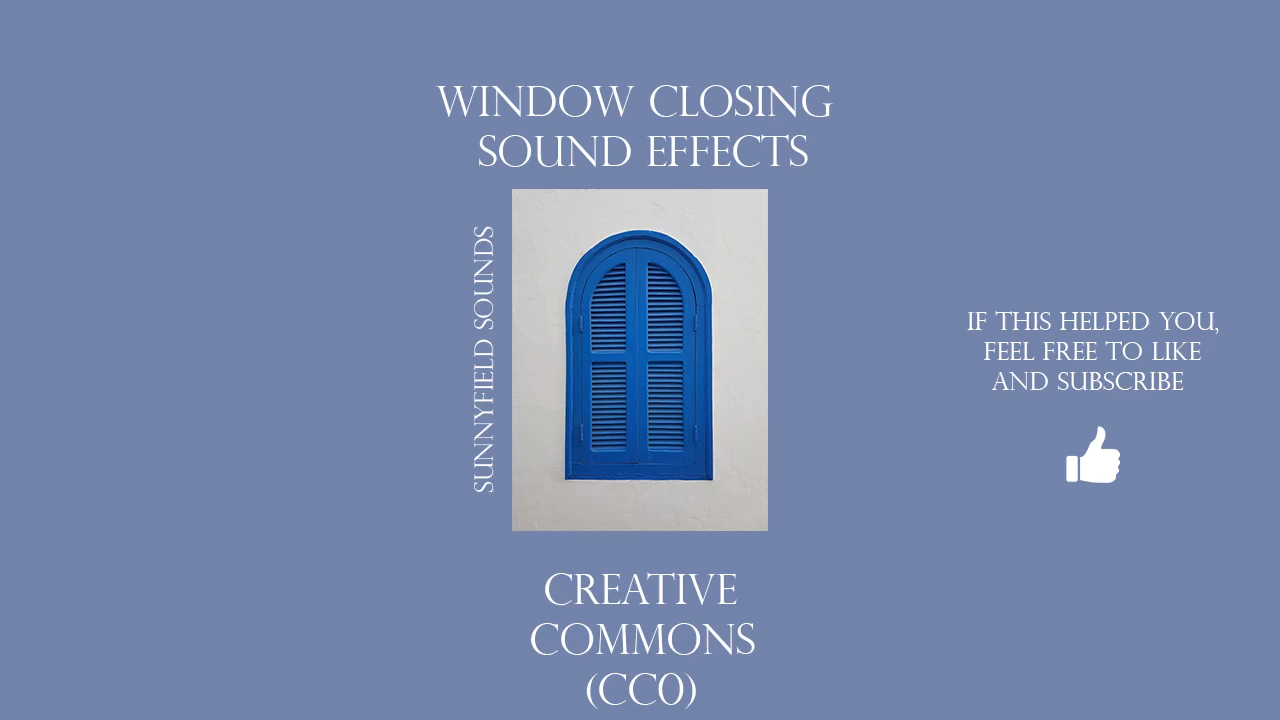 WINDOW CLOSING
SOUND EFFECTS
SUNNYFIELD SOUNDS
IF THIS HELPED YOU,
FEEL FREE TO LIKE
AND SUBSCRIBE
CREATIVE
COMMONS
(CC0)